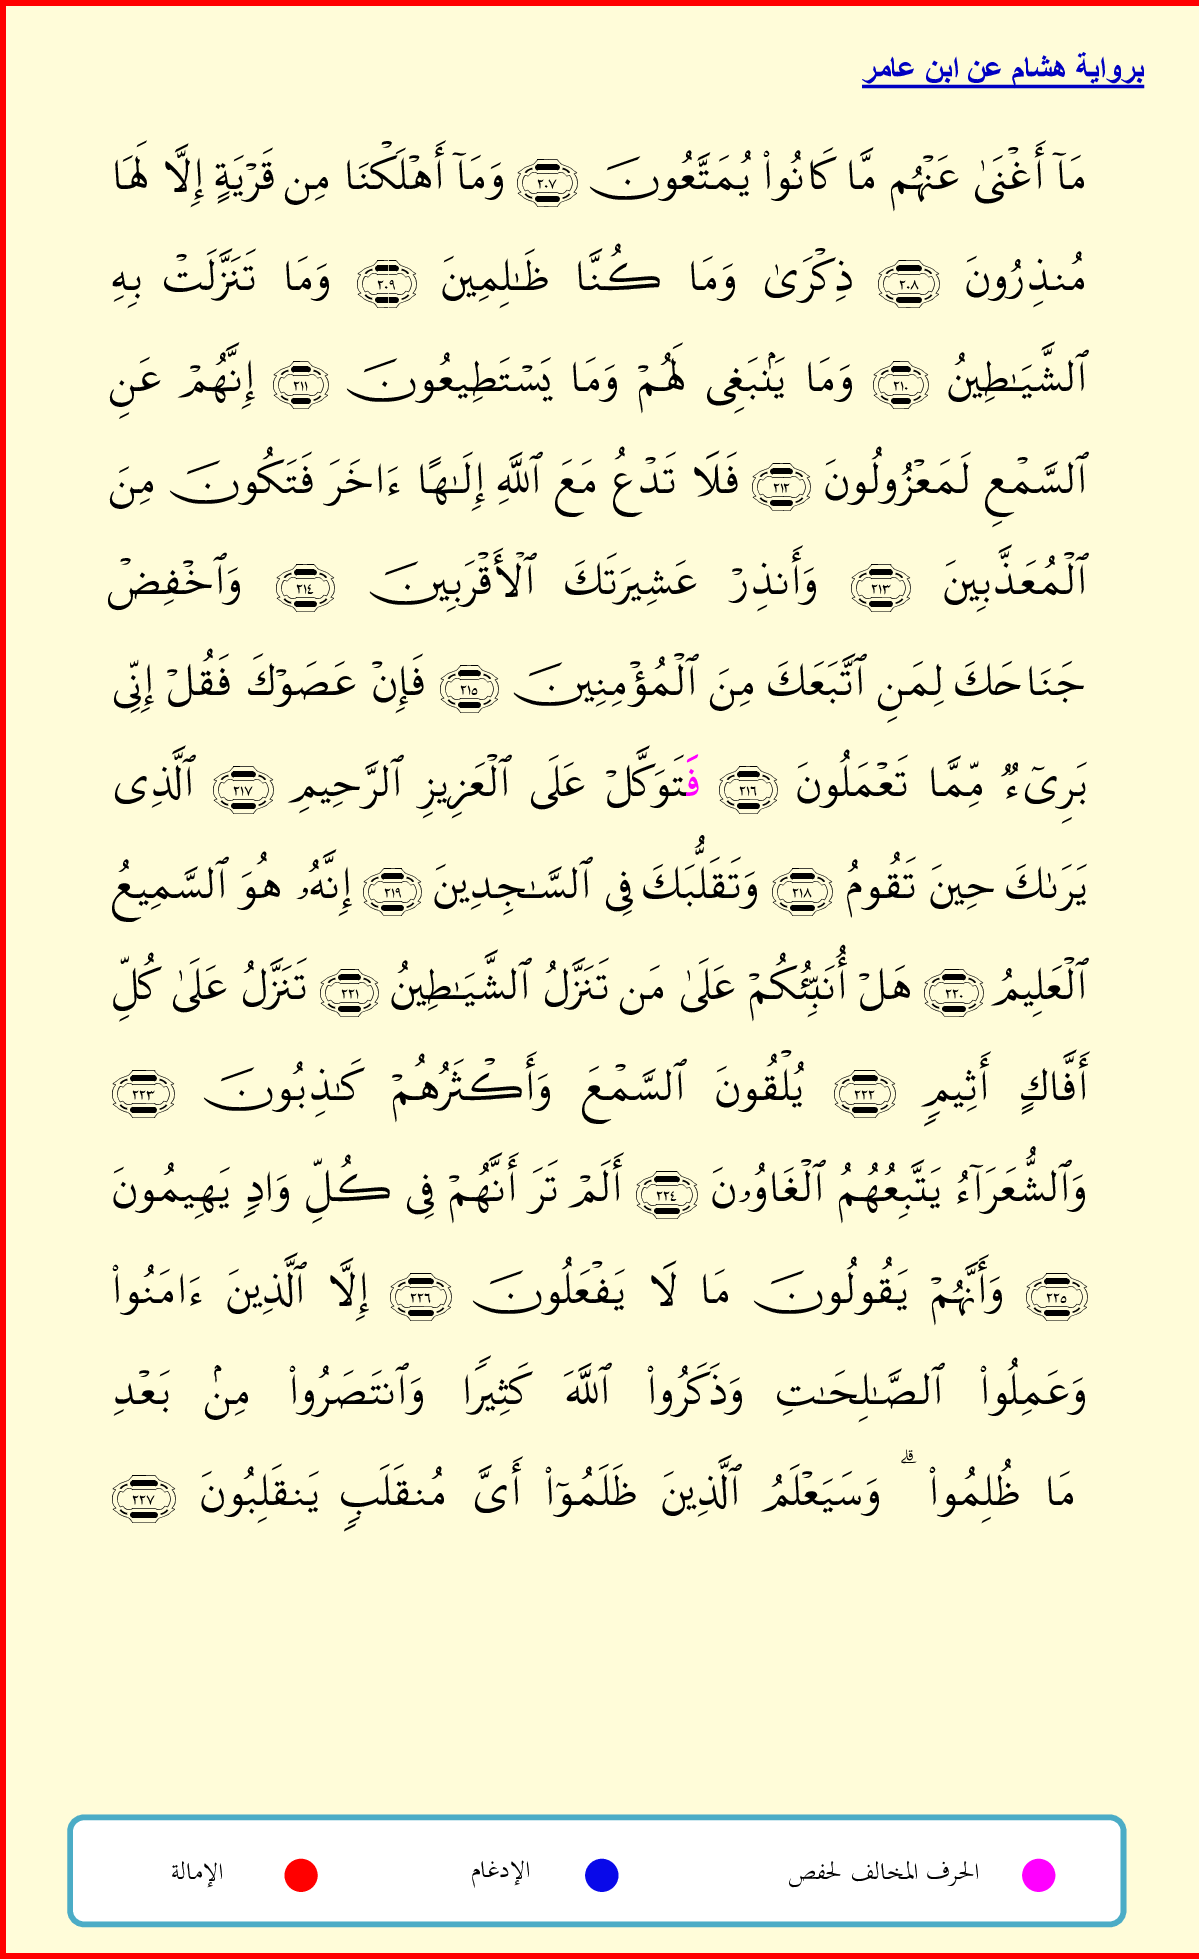 برواية هشام عن ابن عامر
مَآ أَغْنَىٰ عَنْهُم مَّا كَانُوا۟ يُمَتَّعُونَ ٢٠٧ وَمَآ أَهْلَكْنَا مِن قَرْيَةٍ إِلَّا لَهَا
مُنذِرُونَ ٢٠٨ ذِكْرَىٰ وَمَا كُنَّا ظَٰلِمِينَ ٢٠٩ وَمَا تَنَزَّلَتْ بِهِ
ٱلشَّيَٰطِينُ ٢١٠ وَمَا يَنۢبَغِى لَهُمْ وَمَا يَسْتَطِيعُونَ ٢١١ إِنَّهُمْ عَنِ
ٱلسَّمْعِ لَمَعْزُولُونَ ٢١٢ فَلَا تَدْعُ مَعَ ٱللَّهِ إِلَٰهًا ءَاخَرَ فَتَكُونَ مِنَ
ٱلْمُعَذَّبِينَ ٢١٣ وَأَنذِرْ عَشِيرَتَكَ ٱلْأَقْرَبِينَ ٢١٤ وَٱخْفِضْ
جَنَاحَكَ لِمَنِ ٱتَّبَعَكَ مِنَ ٱلْمُؤْمِنِينَ ٢١٥ فَإِنْ عَصَوْكَ فَقُلْ إِنِّى
بَرِىٓءٌ مِّمَّا تَعْمَلُونَ ٢١٦ فَتَوَكَّلْ عَلَى ٱلْعَزِيزِ ٱلرَّحِيمِ ٢١٧ ٱلَّذِى
يَرَىٰكَ حِينَ تَقُومُ ٢١٨ وَتَقَلُّبَكَ فِى ٱلسَّٰجِدِينَ ٢١٩ إِنَّهُۥ هُوَ ٱلسَّمِيعُ
ٱلْعَلِيمُ ٢٢٠ هَلْ أُنَبِّئُكُمْ عَلَىٰ مَن تَنَزَّلُ ٱلشَّيَٰطِينُ ٢٢١ تَنَزَّلُ عَلَىٰ كُلِّ
أَفَّاكٍ أَثِيمٍ ٢٢٢ يُلْقُونَ ٱلسَّمْعَ وَأَكْثَرُهُمْ كَٰذِبُونَ ٢٢٣
وَٱلشُّعَرَآءُ يَتَّبِعُهُمُ ٱلْغَاوُۥنَ ٢٢٤ أَلَمْ تَرَ أَنَّهُمْ فِى كُلِّ وَادٍ يَهِيمُونَ
٢٢٥ وَأَنَّهُمْ يَقُولُونَ مَا لَا يَفْعَلُونَ ٢٢٦ إِلَّا ٱلَّذِينَ ءَامَنُوا۟
وَعَمِلُوا۟ ٱلصَّٰلِحَٰتِ وَذَكَرُوا۟ ٱللَّهَ كَثِيرًا وَٱنتَصَرُوا۟ مِنۢ بَعْدِ
مَا ظُلِمُوا۟ ۗ وَسَيَعْلَمُ ٱلَّذِينَ ظَلَمُوٓا۟ أَىَّ مُنقَلَبٍ يَنقَلِبُونَ ٢٢٧
الحرف المخالف لحفص الإدغام الإمالة